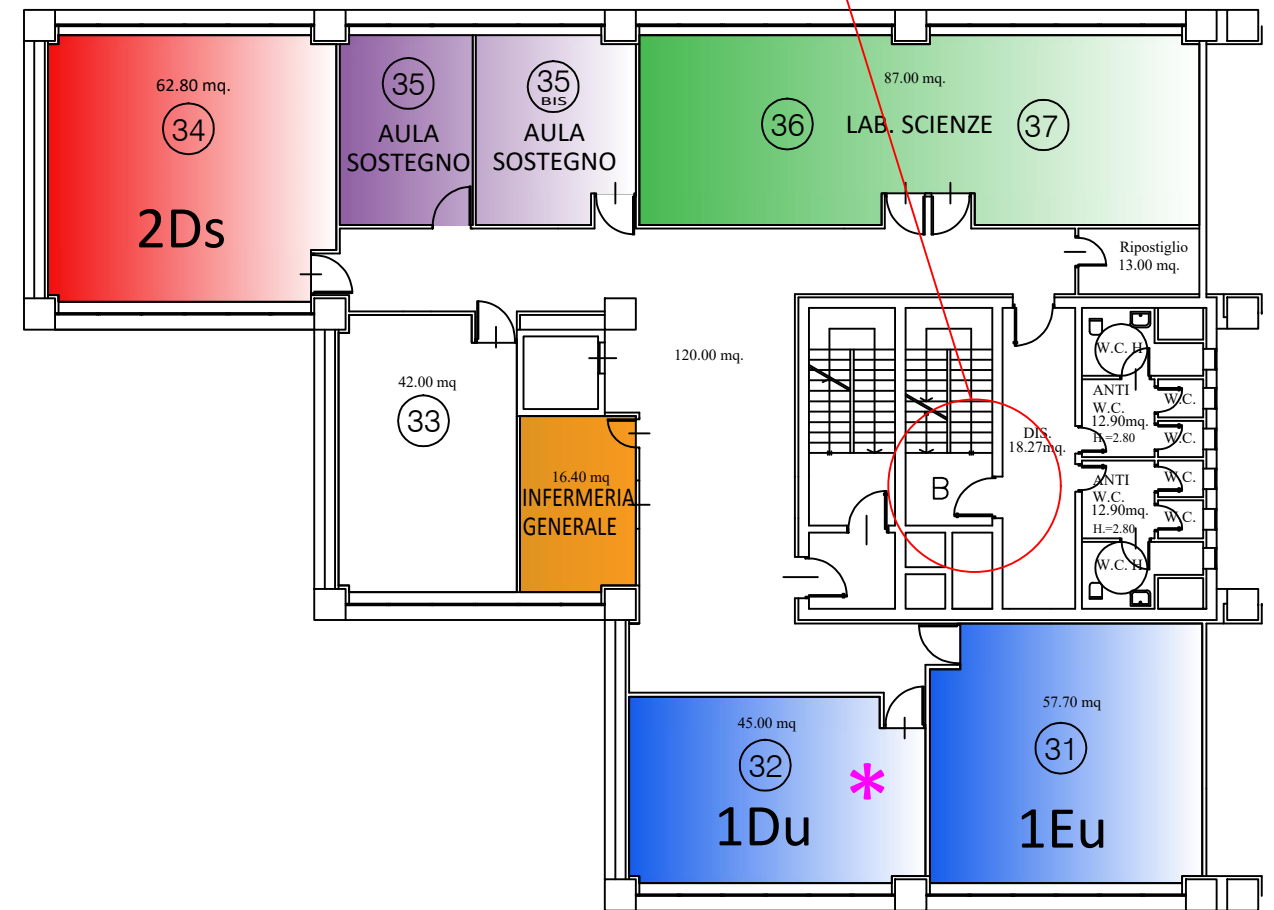 62.80 mq.
34
2Ds
35
AULA
SOSTEGNO
35
BIS
AULA
SOSTEGNO
87.00 mq.
36 LAB. SCIENZE 37
Ripostiglio
13.00 mq.
120.00 mq.
42.00 mq
33
16.40 mq
INFERMERIA
GENERALE
B
DIS.
18.27mq.
W.C. H
ANTI
W.C.
12.90mq.
H.=2.80
W.C.
W.C.
ANTI
W.C.
12.90mq.
H.=2.80
W.C.
W.C.
W.C. H
45.00 mq
32
*
1Du
57.70 mq
31
1Eu